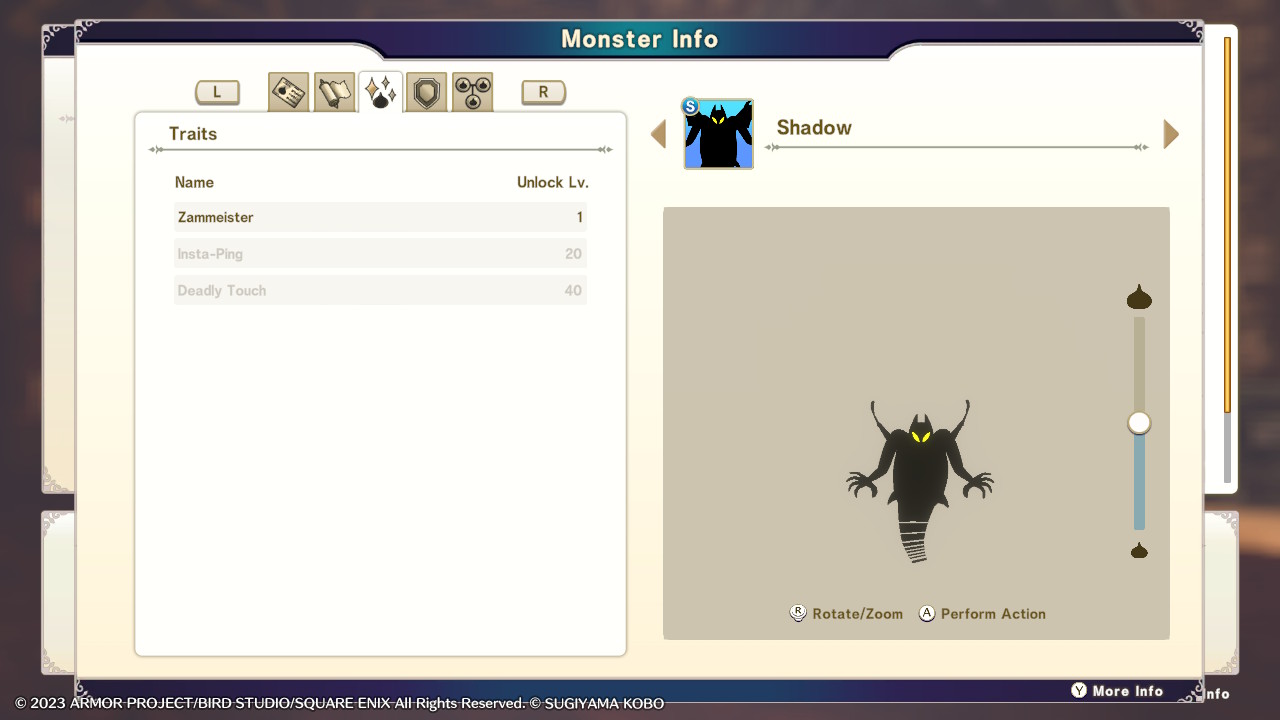 Monster Info
L
R
Traits
Name Unlock Lv.
Zammeister 1
Insta-Ping 20
Deadly Touch 40
S
Shadow
R Rotate/Zoom A Perform Action
Y More Info
nfo
© 2023 ARMOR PROJECT/BIRD STUDIO/SQUARE ENIX All Rights Reserved. © SUGIYAMA KOBO